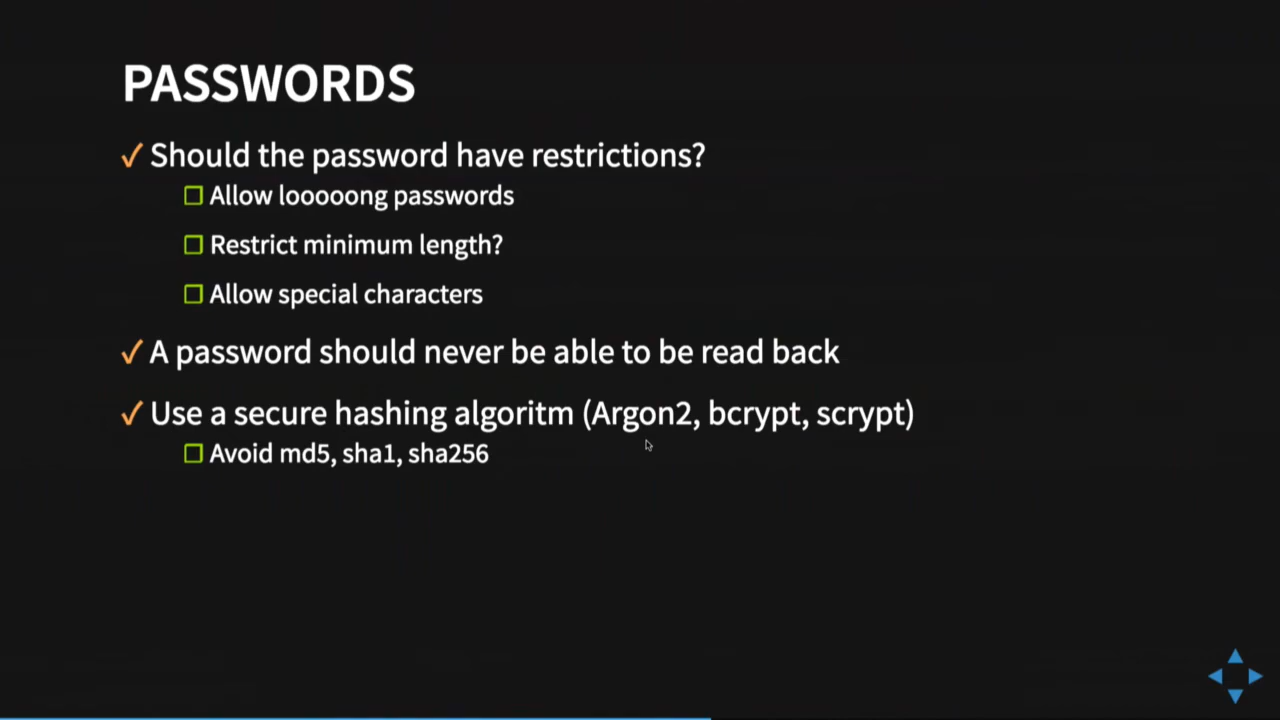 PASSWORDS
Should the password have restrictions?
Allow looooong passwords
Restrict minimum length?
Allow special characters
A password should never be able to be read back
Use a secure hashing algoritm (Argon2, bcrypt, scrypt)
Avoid md5, sha1, sha256